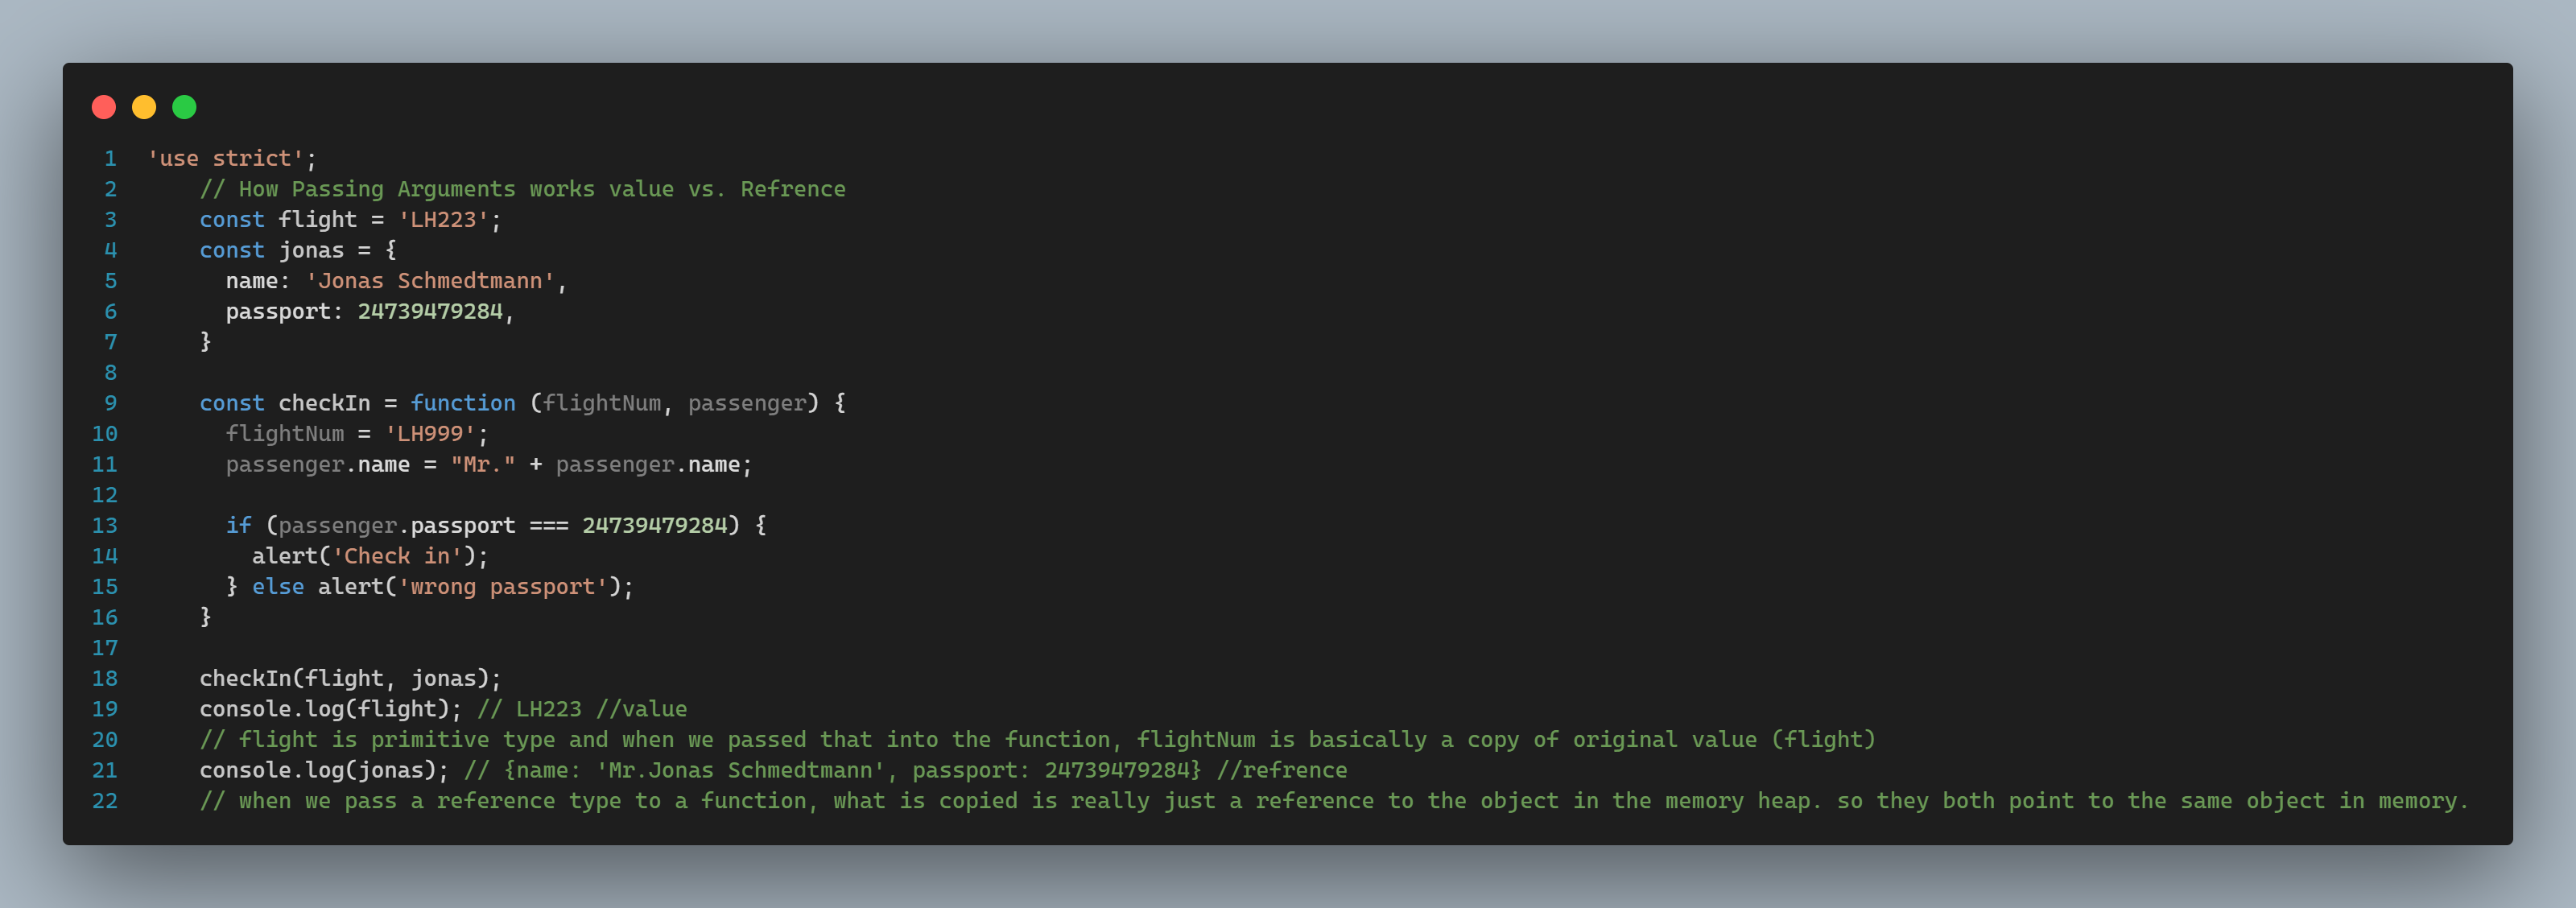 1 'use strict';
2 // How Passing Arguments works value vs. Refrence
3 const flight = 'LH223';
4 const jonas = {
5 name: 'Jonas Schmedtmann',
6 passport: 24739479284,
7 }
8
9 const checkIn = function (flightNum, passenger) {
10 flightNum = 'LH999';
11 passenger.name = "Mr." + passenger.name;
12
13 if (passenger.passport === 24739479284) {
14 alert('Check in');
15 } else alert('wrong passport');
16 }
17
18 checkIn(flight, jonas);
19 console.log(flight); // LH223 //value
20 // flight is primitive type and when we passed that into the function, flightNum is basically a copy of original value (flight)
21 console.log(jonas); // {name: 'Mr.Jonas Schmedtmann', passport: 24739479284} //refrence
22 // when we pass a reference type to a function, what is copied is really just a reference to the object in the memory heap. so they both point to the same object in memory.